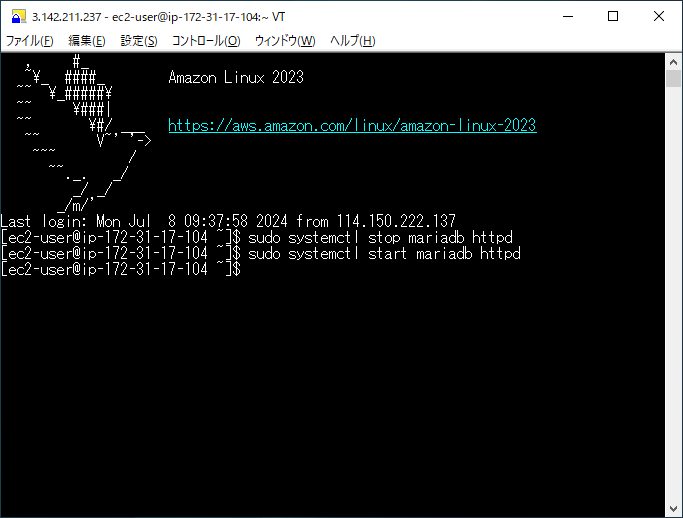 3.142.211.237 - ec2-user@ip-172-31-17-104:~ VT
ファイル(F) 編集(E) 設定(S) コントロール(O) ウィンドウ(W) ヘルプ(H)
   ,     #_
   ~¥_  ####_        Amazon Linux 2023
  ~~  ¥_#####¥
  ~~     ¥###|
  ~~       ¥#/ ___   https://aws.amazon.com/linux/amazon-linux-2023
   ~~       V~' '->
    ~~~         /
      ~~._.   _/
         _/ _/
       _/m/'
Last login: Mon Jul  8 09:37:58 2024 from 114.150.222.137
[ec2-user@ip-172-31-17-104 ~]$ sudo systemctl stop mariadb httpd
[ec2-user@ip-172-31-17-104 ~]$ sudo systemctl start mariadb httpd
[ec2-user@ip-172-31-17-104 ~]$